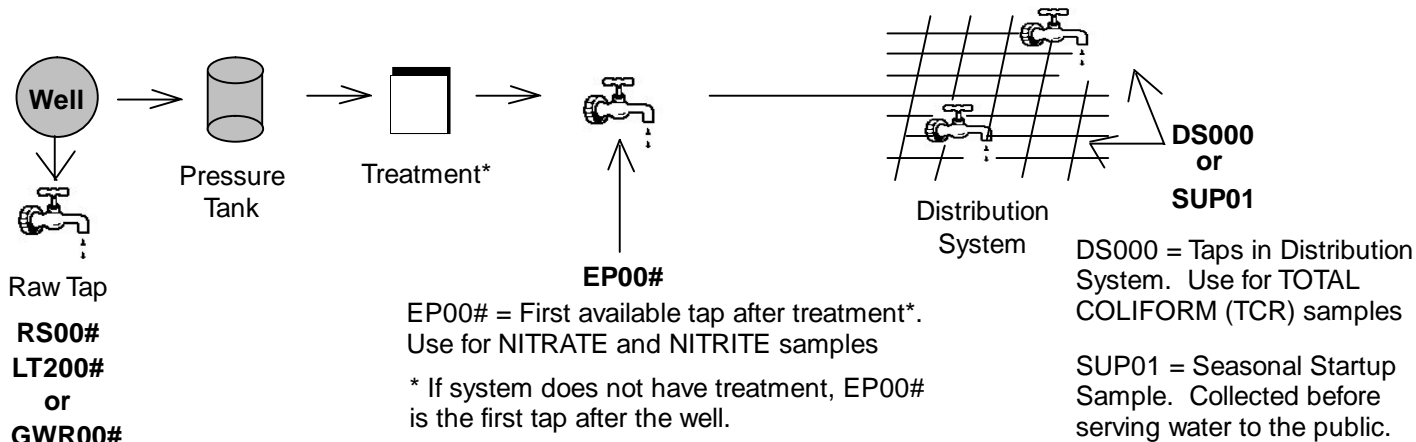 Well
Raw Tap
RS00#
LT200#
or
GWR00#
Pressure
Tank
Treatment*
EP00#
EP00# = First available tap after treatment*.
Use for NITRATE and NITRITE samples
* If system does not have treatment, EP00#
is the first tap after the well.
Distribution
System
DS000
or
SUP01
DS000 = Taps in Distribution
System. Use for TOTAL
COLIFORM (TCR) samples
SUP01 = Seasonal Startup
Sample. Collected before
serving water to the public.